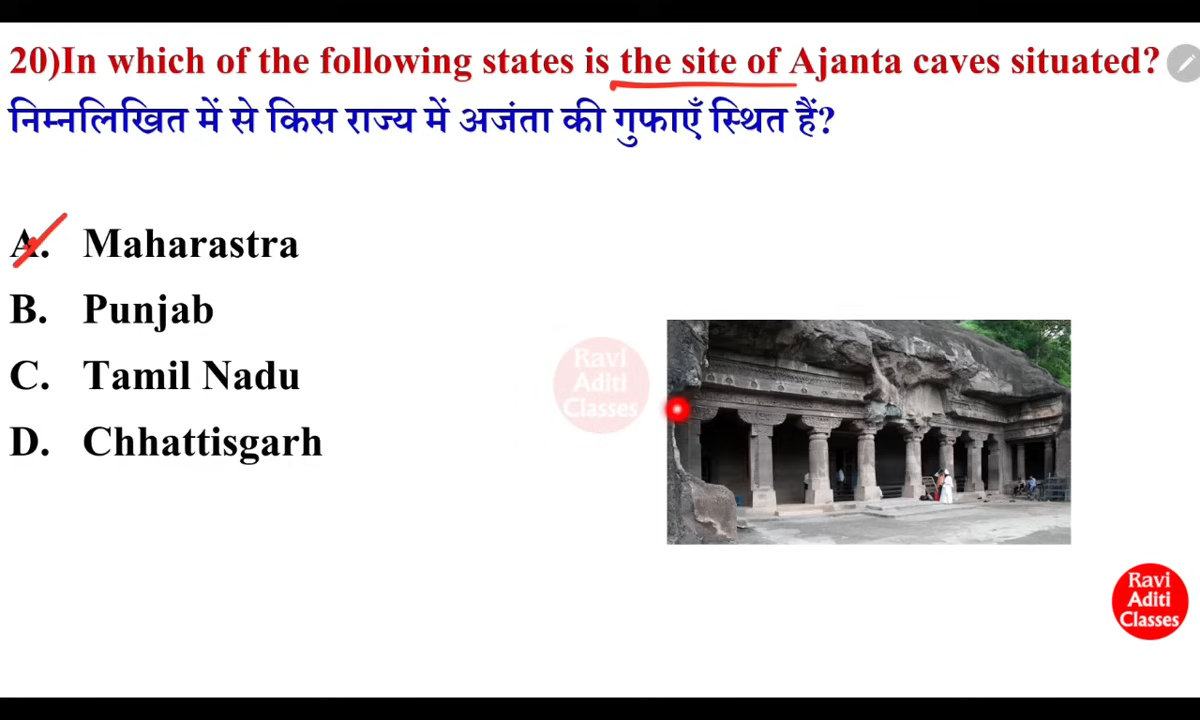 20)In which of the following states is the site of Ajanta caves situated?
निम्नलिखित में से किस राज्य में अजंता की गुफाएँ स्थित हैं?
A. Maharastra
B. Punjab
C. Tamil Nadu
D. Chhattisgarh
Ravi
Aditi
Classes
Ravi
Aditi
Classes